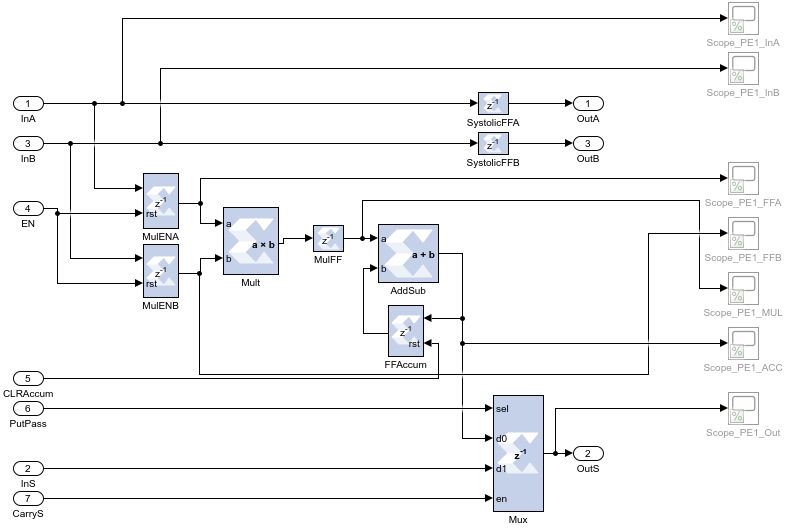 Scope_PE1_InA
Scope_PE1_InB
1
InA
z⁻¹
SystolicFFA
1
OutA
3
InB
z⁻¹
SystolicFFB
3
OutB
4
EN
z⁻¹
rst
MulENA
Scope_PE1_FFA
z⁻¹
rst
MulENB
a
b
a × b
Mult
z⁻¹
MulFF
a
b
a + b
AddSub
Scope_PE1_FFB
Scope_PE1_MUL
z⁻¹
rst
FFAccum
Scope_PE1_ACC
5
CLRAccum
6
PutPass
2
InS
7
CarryS
sel
d0
d1
en
z⁻¹
Mux
Scope_PE1_Out
2
OutS